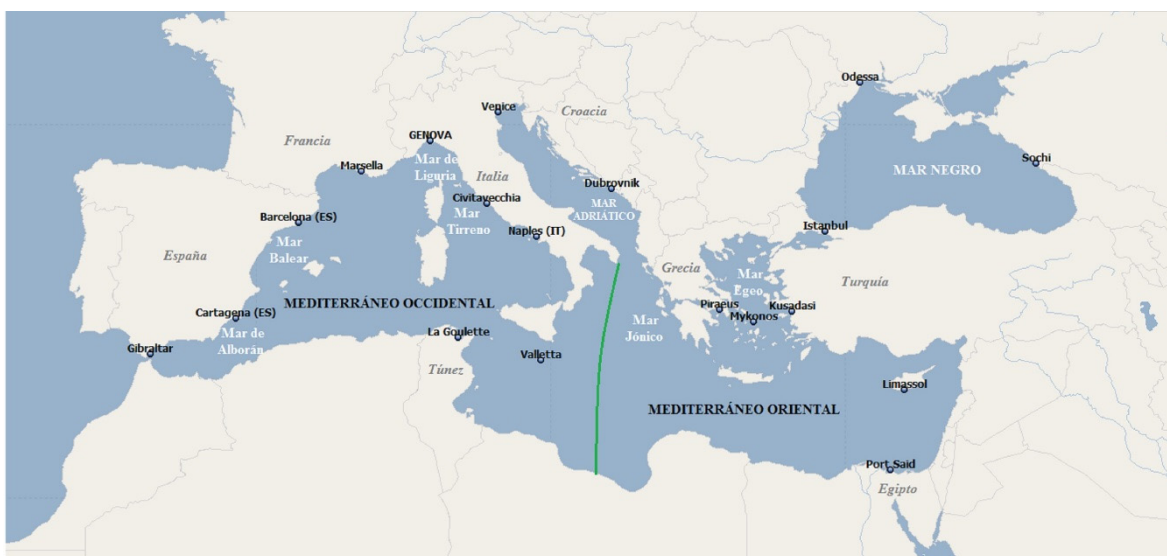 Odessa
Venice
Croacia
GENOVA
Francia
Mar de
Liguria
Marsella
Italia
Sochi
MAR NEGRO
Dubrovnik
Civitavecchia
MAR
ADRIÁTICO
Mar
Tirreno
Barcelona (ES)
Naples (IT)
Istanbul
Mar
Balear
España
Grecia
Mar
Egeo
Turquía
MEDITERRÁNEO OCCIDENTAL
Piraeus
Kusadasi
Mykonos
Cartagena (ES)
Mar de
Alborán
Mar
Jónico
La Goulette
Gibraltar
Valletta
Túnez
Limassol
MEDITERRÁNEO ORIENTAL
Port Said
Egipto